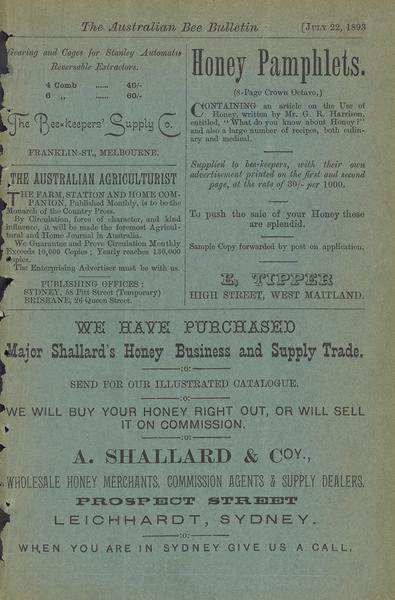 The Australian Bee Bulletin [JULY 22, 1893
Gearing and Cages for Stanley Automatic
Reversable Extractors.
4 Comb ...... 40/-
6 „ ...... 60/-
The Bee-keepers' Supply Co.
FRANKLIN-ST., MELBOURNE.
THE AUSTRALIAN AGRICULTURIST
THE FARM, STATION AND HOME COM-
PANION, Published Monthly, is to be the
Monarch of the Country Press.
By Circulation, force of character, and kind
influence, it will be made the foremost Agricul-
tural and Home Journal in Australia.
We Guarantee and Prove Circulation Monthly
Exceeds 10,000 Copies; Yearly reaches 130,000
Copies.
The Enterprising Advertiser must be with us.
PUBLISHING OFFICES:
SYDNEY, 58 Pitt Street (Temporary)
BRISBANE, 26 Queen Street.
Honey Pamphlets.
(8-Page Crown Octavo,)
CONTAINING an article on the Use of
Honey, written by Mr. G. R. Harrison,
entitled, "What do you know about Honey?"
and also a large number of recipes, both culin-
ary and medical.
Supplied to bee-keepers, with their own
advertisement printed on the first and second
page, at the rate of 30/- per 1000.
To push the sale of your Honey these
are splendid.
Sample Copy forwarded by post on application.
E. TIPPER
HIGH STREET, WEST MAITLAND.
WE HAVE PURCHASED
Major Shallard's Honey Business and Supply Trade.
:o:
SEND FOR OUR ILLUSTRATED CATALOGUE.
:o:
WE WILL BUY YOUR HONEY RIGHT OUT, OR WILL SELL
IT ON COMMISSION.
:o:
A. SHALLARD & COY.,
WHOLESALE HONEY MERCHANTS, COMMISSION AGENTS & SUPPLY DEALERS,
PROSPECT STREET
LEICHHARDT, SYDNEY.
:o:
WHEN YOU ARE IN SYDNEY GIVE US A CALL,